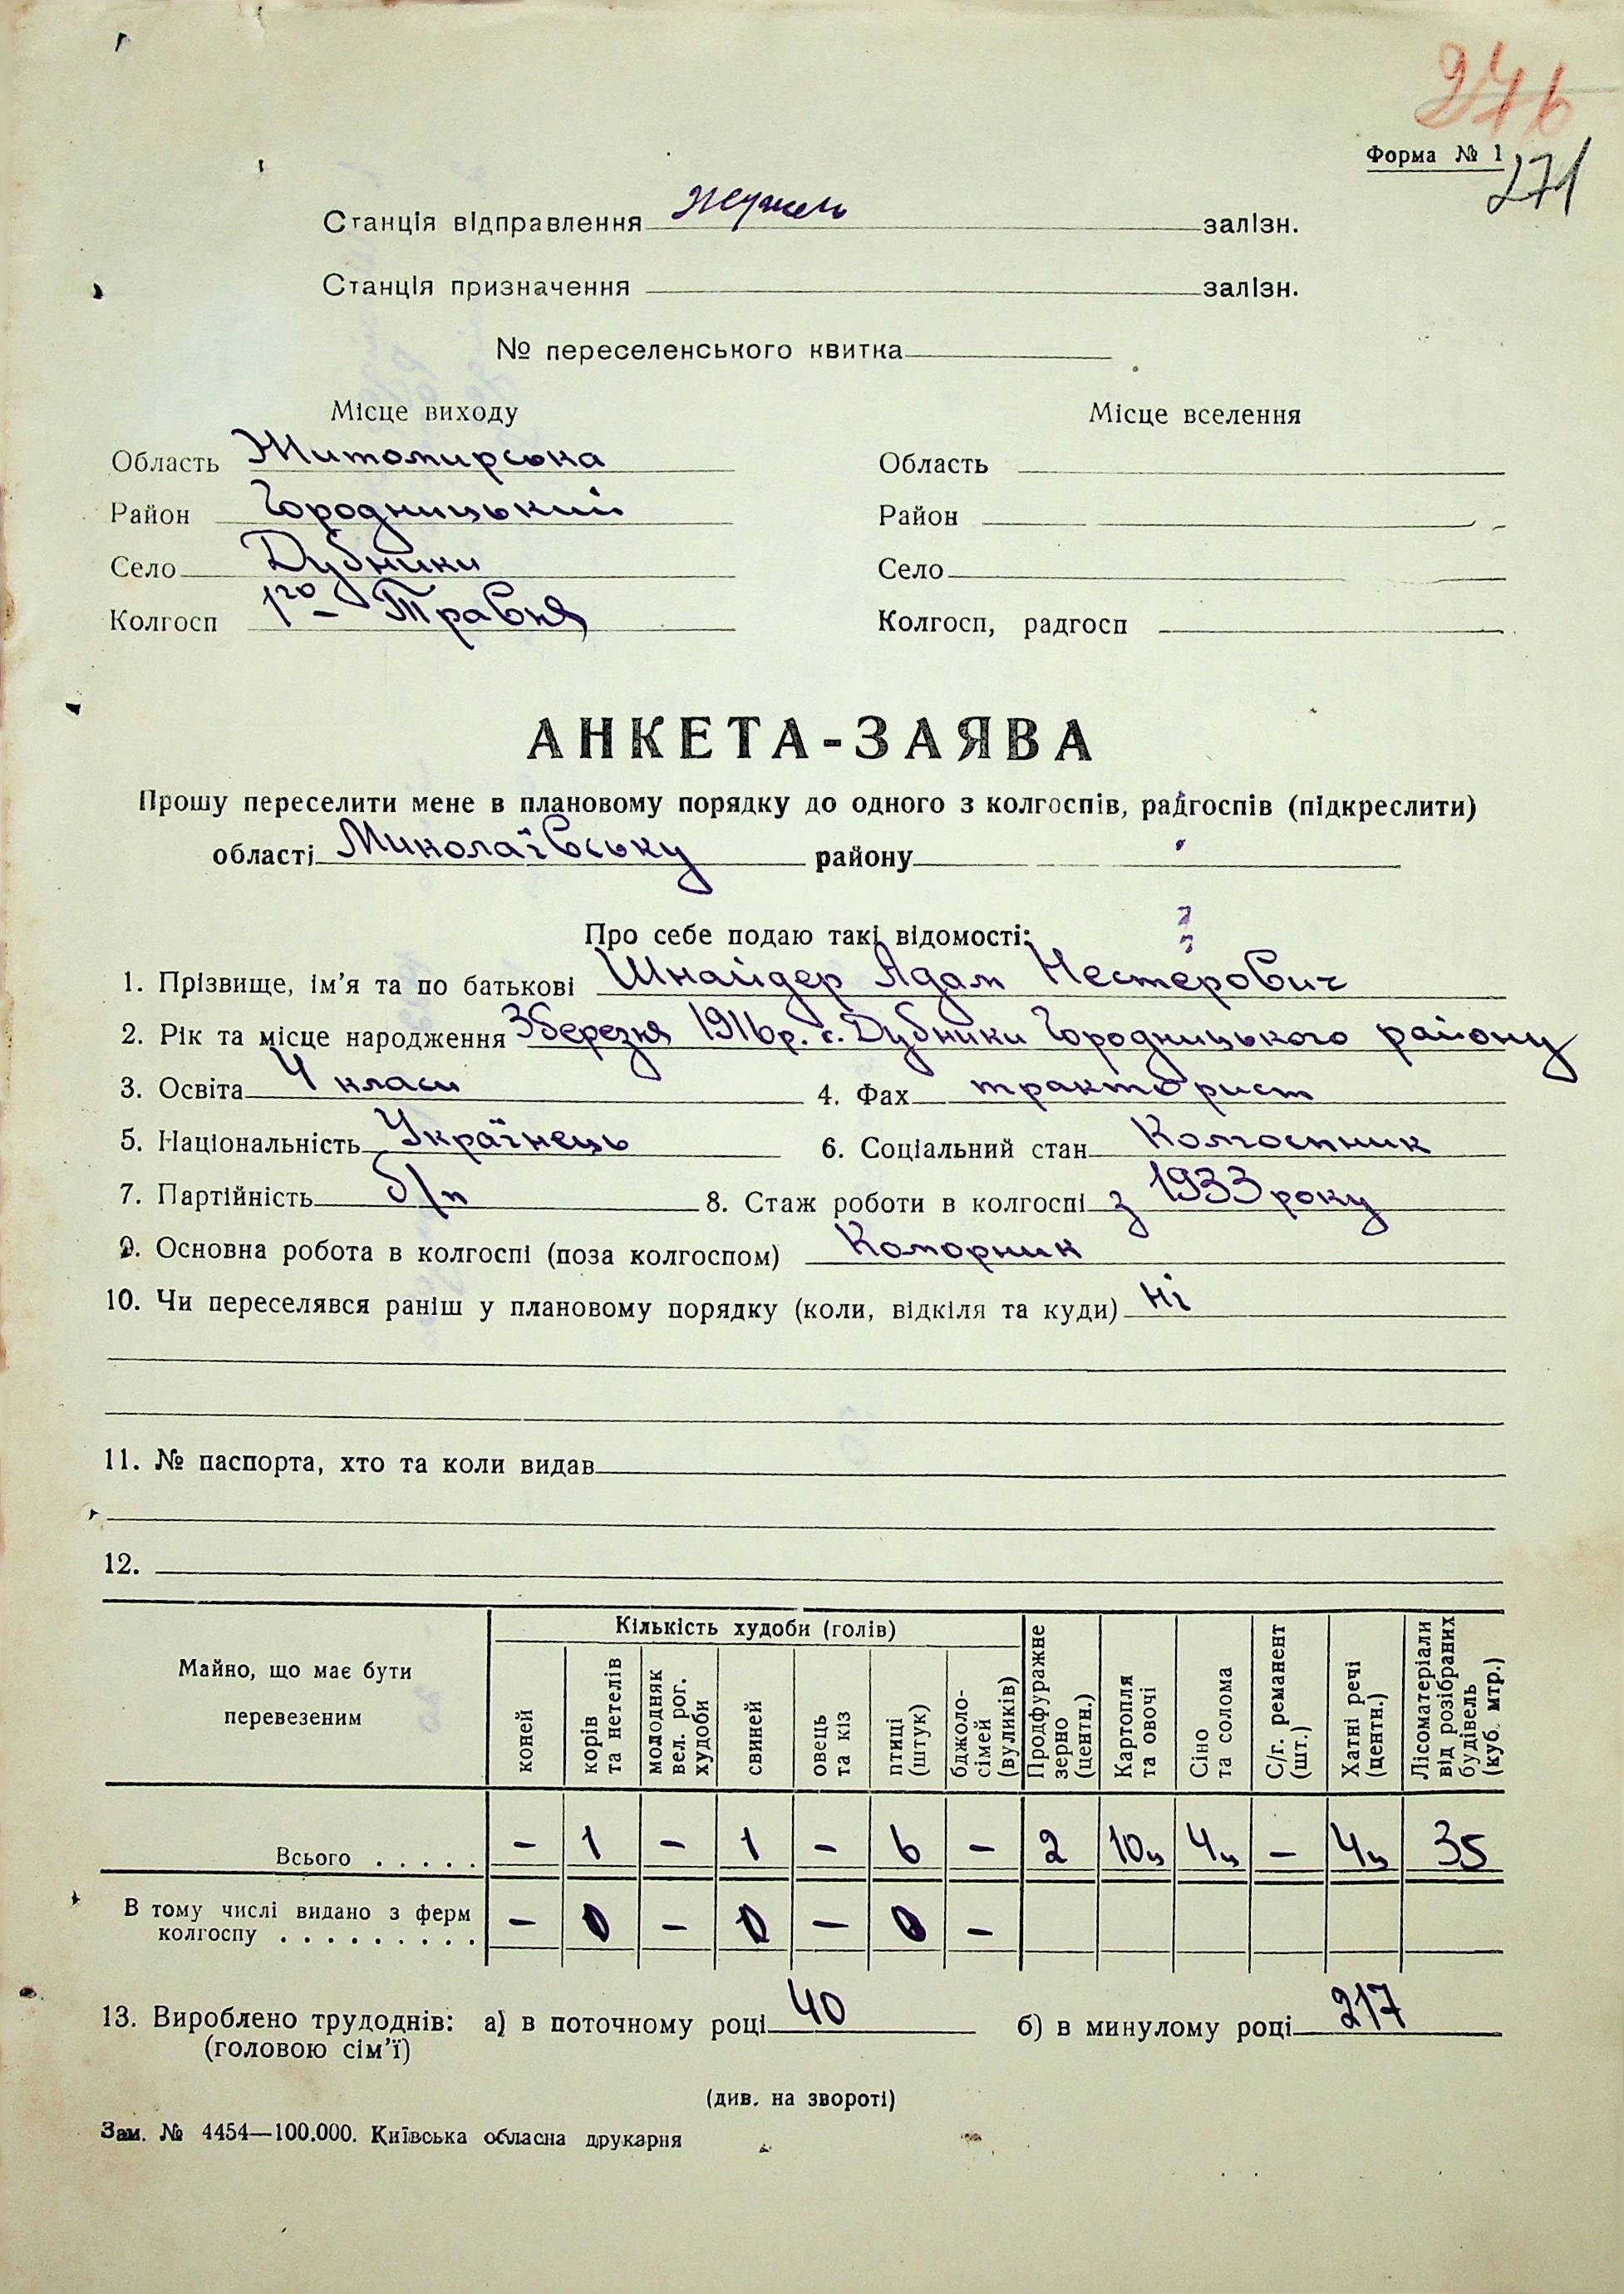 276
Форма № 1
271
Станція відправлення залізн.
Станція призначення залізн.
№ переселенського квитка
Місце виходу Місце вселення
Область Житомирська Область
Район Городницький Район
Село Дубники Село
Колгосп 1го Травня Колгосп, радгосп
АНКЕТА-ЗАЯВА
Прошу переселити мене в плановому порядку до одного з колгоспів, радгоспів (підкреслити)
області Миколаївську району
Про себе подаю такі відомості:
1. Прізвище, ім'я та по батькові Шнайдер Адам Нестерович
2. Рік та місце народження 3 березня 1916р. с. Дубники Городницького району
3. Освіта 4 класи 4. Фах тракторист
5. Національність Українець 6. Соціальний стан Колгоспник
7. Партійність б/п 8. Стаж роботи в колгоспі з 1933 року
9. Основна робота в колгоспі (поза колгоспом) Коморник
10. Чи переселявся раніш у плановому порядку (коли, відкіля та куди) ні
11. № паспорта, хто та коли видав
12.
Майно, що має бути перевезеним
Кількість худоби (голів)
коней
корів та нетелів
молодняк вел. рог. худоби
свиней
овець та кіз
птиці (штук)
бджоло-сімей (вуликів)
Продфуражне зерно (центн.)
Картопля та овочі
Сіно та солома
С/г. реманент (шт.)
Хатні речі (центн.)
Лісоматеріали від розібраних будівель (куб. мтр.)
Всього . . . . . – 1 – 1 – 6 – 2 10ц 4ц – 4ц 35
В тому числі видано з ферм
колгоспу . . . . . . . . . – 0 – 0 – 0 –
13. Вироблено трудоднів: а) в поточному році 40 б) в минулому році 217
(головою сім'ї)
(див. на звороті)
Зам. № 4454—100.000. Київська обласна друкарня